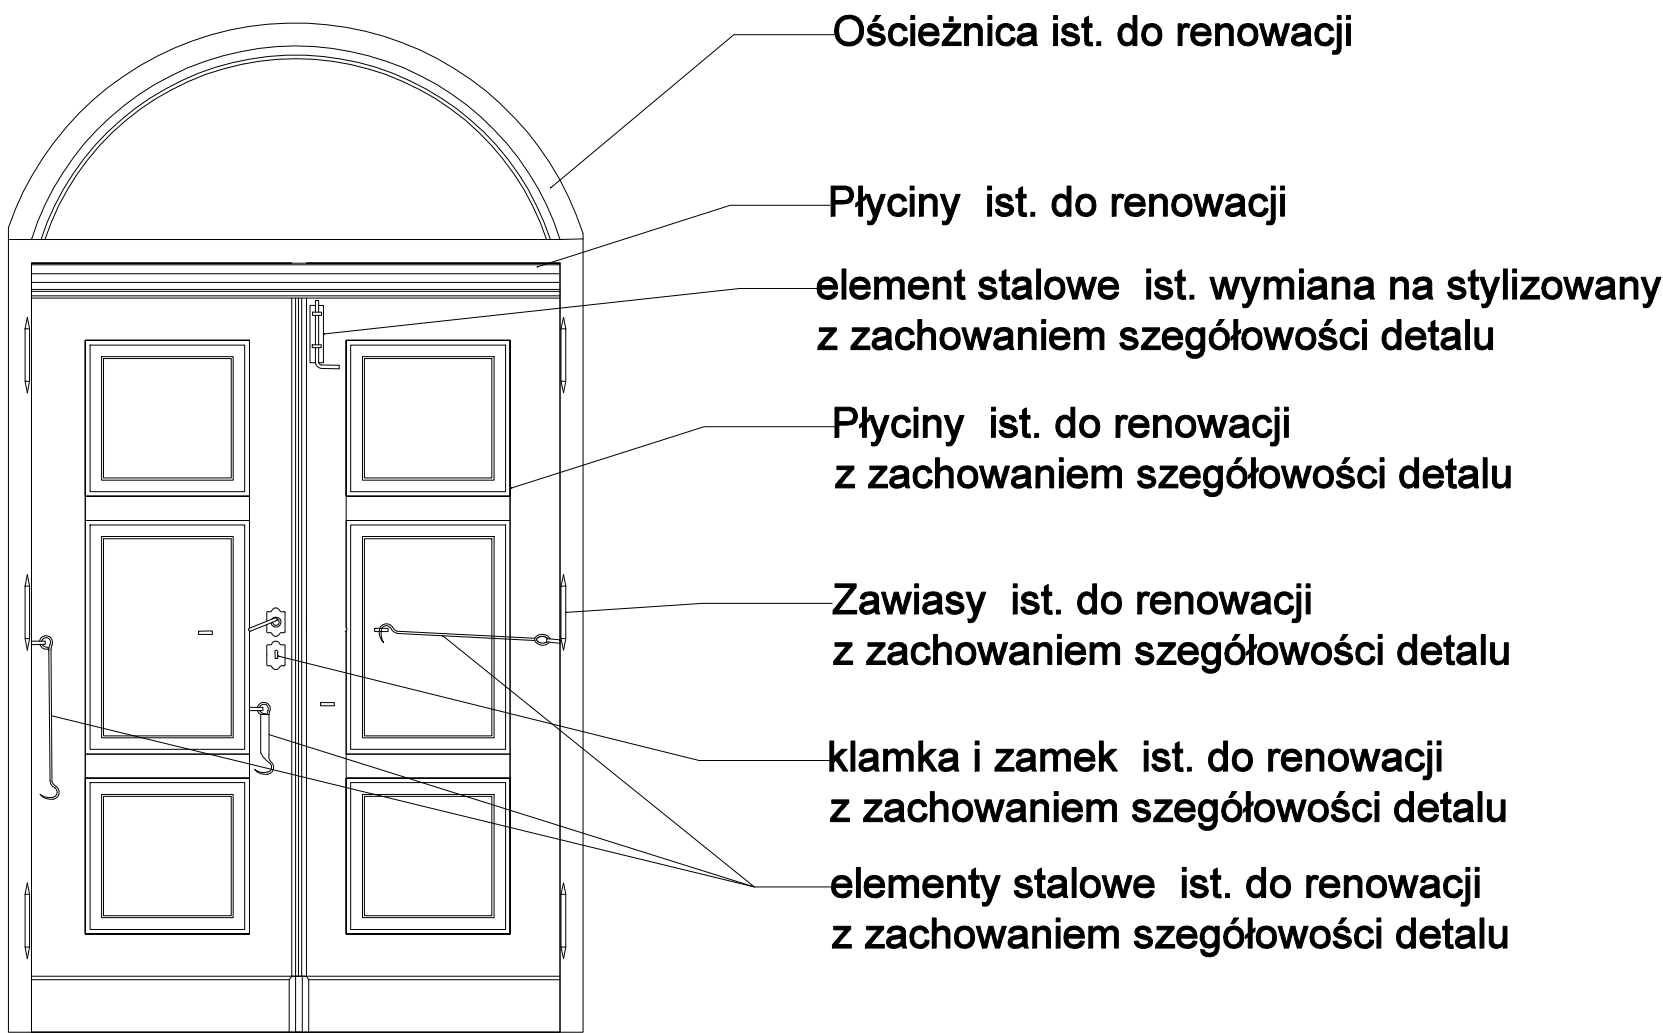 Ościeżnica ist. do renowacji
Płyciny ist. do renowacji
element stalowe ist. wymiana na stylizowany
z zachowaniem szegółowości detalu
Płyciny ist. do renowacji
z zachowaniem szegółowości detalu
Zawiasy ist. do renowacji
z zachowaniem szegółowości detalu
klamka i zamek ist. do renowacji
z zachowaniem szegółowości detalu
elementy stalowe ist. do renowacji
z zachowaniem szegółowości detalu